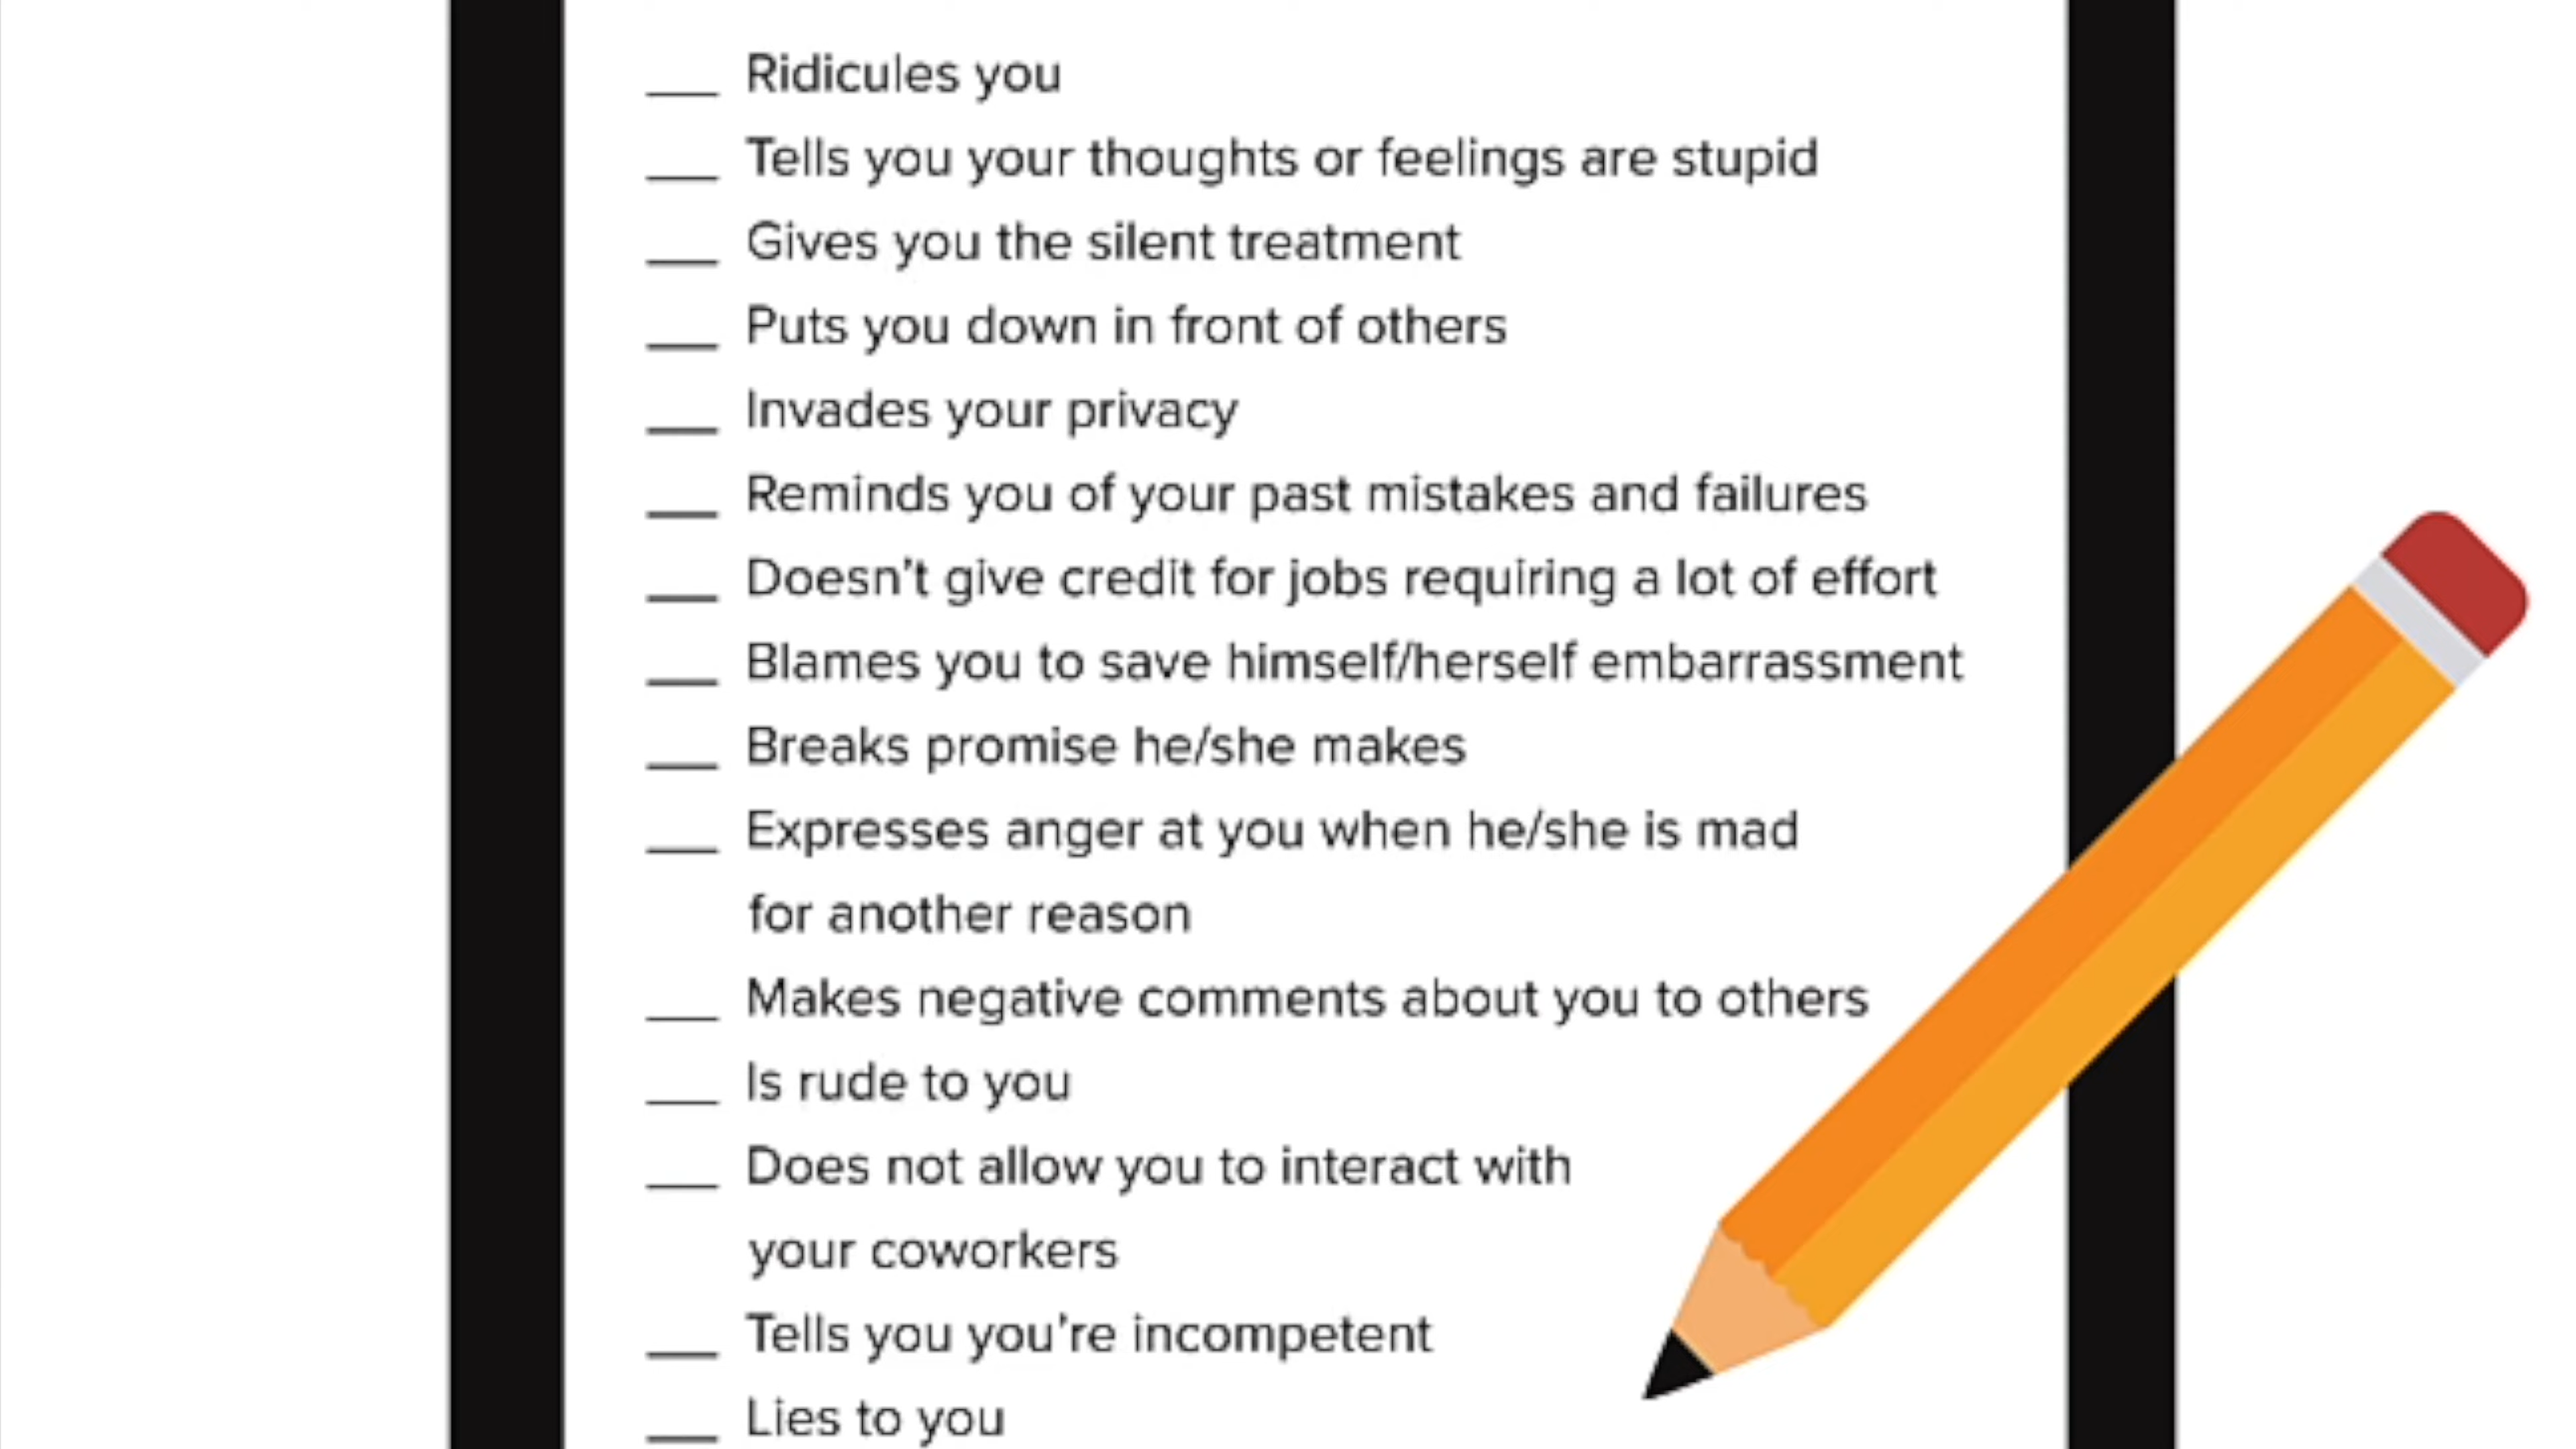 ___ Ridicules you
___ Tells you your thoughts or feelings are stupid
___ Gives you the silent treatment
___ Puts you down in front of others
___ Invades your privacy
___ Reminds you of your past mistakes and failures
___ Doesn't give credit for jobs requiring a lot of effort
___ Blames you to save himself/herself embarrassment
___ Breaks promise he/she makes
___ Expresses anger at you when he/she is mad
for another reason
___ Makes negative comments about you to others
___ Is rude to you
___ Does not allow you to interact with
your coworkers
___ Tells you you're incompetent
___ Lies to you